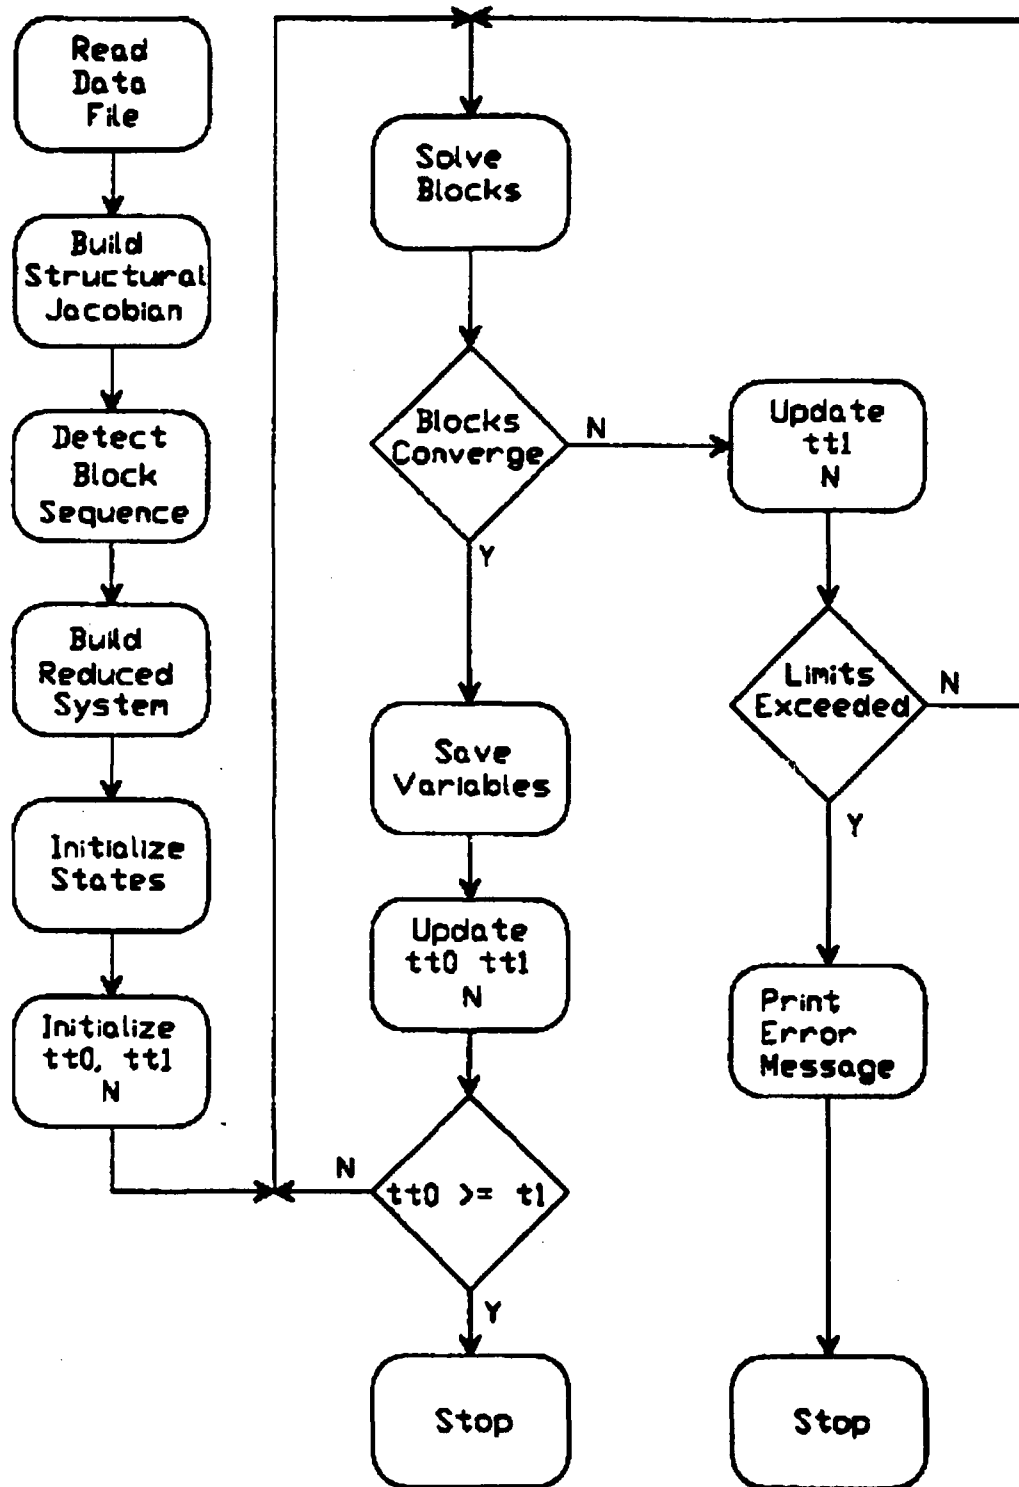 Read
Data
File
Build
Structural
Jacobian
Detect
Block
Sequence
Build
Reduced
System
Initialize
States
Initialize
tt0, tt1
N
Solve
Blocks
Blocks
Converge
N
Y
Save
Variables
Update
tt0 tt1
N
tt0 >= t1
N
Y
Stop
Update
tt1
N
Limits
Exceeded
N
Y
Print
Error
Message
Stop